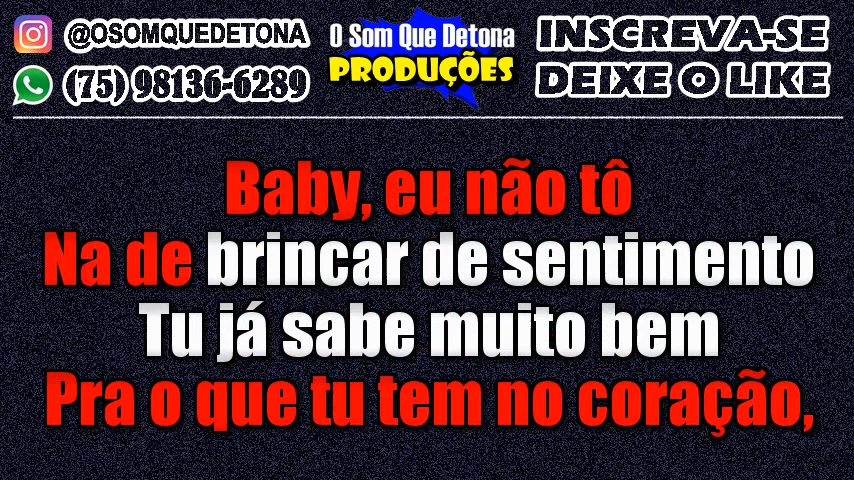 @OSOMQUEDETONA
(75) 98136-6289
O Som Que Detona
PRODUÇÕES
INSCREVA-SE
DEIXE O LIKE
Baby, eu não tô
Na de brincar de sentimento
Tu já sabe muito bem
Pra o que tu tem no coração,